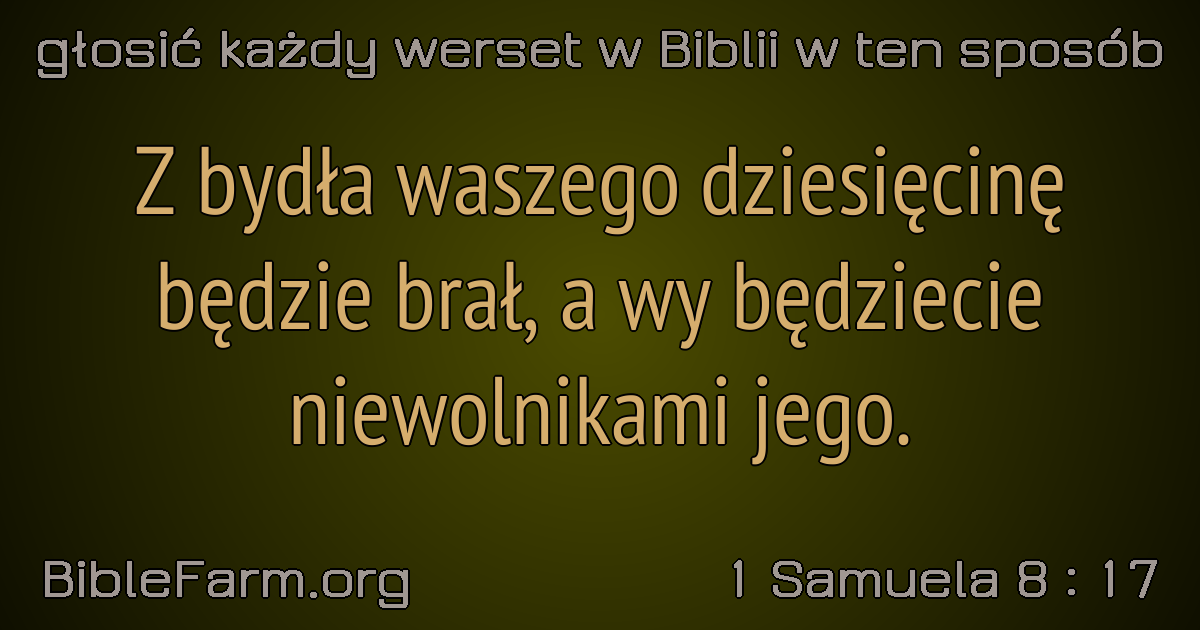 głosić każdy werset w Biblii w ten sposób
Z bydła waszego dziesięcinę
będzie brał, a wy będziecie
niewolnikami jego.
BibleFarm.org
1 Samuela 8 : 17